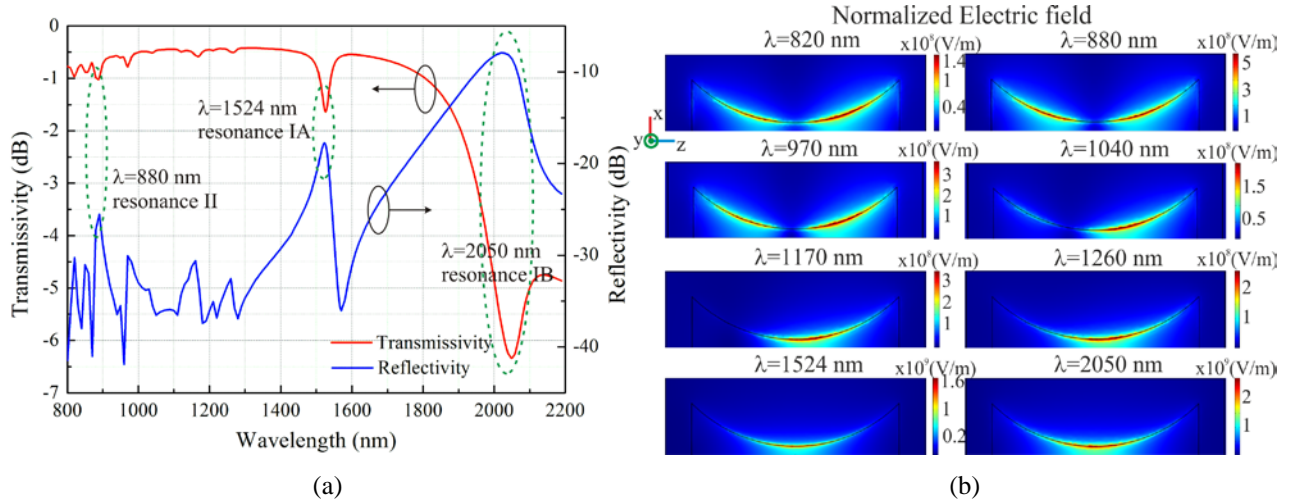 0
-1
-2
-3
-4
-5
-6
-7
Transmissivity (dB)
800 1000 1200 1400 1600 1800 2000 2200
Wavelength (nm)
-10
-20
-30
-40
Reflectivity (dB)
λ=1524 nm
resonance IA
λ=880 nm
resonance II
λ=2050 nm
resonance IB
Transmissivity
Reflectivity
(a)
Normalized Electric field
λ=820 nm
x10⁸(V/m)
1.4
0.4
λ=880 nm
x10⁸(V/m)
5
4
3
2
1
x
y
z
λ=970 nm
x10⁸(V/m)
3
2
1
λ=1040 nm
x10⁸(V/m)
1.5
0.5
λ=1170 nm
x10⁸(V/m)
3
2
1
λ=1260 nm
x10⁸(V/m)
2
1
λ=1524 nm
x10⁹(V/m)
1.6
0.2
λ=2050 nm
x10⁹(V/m)
2
1
(b)